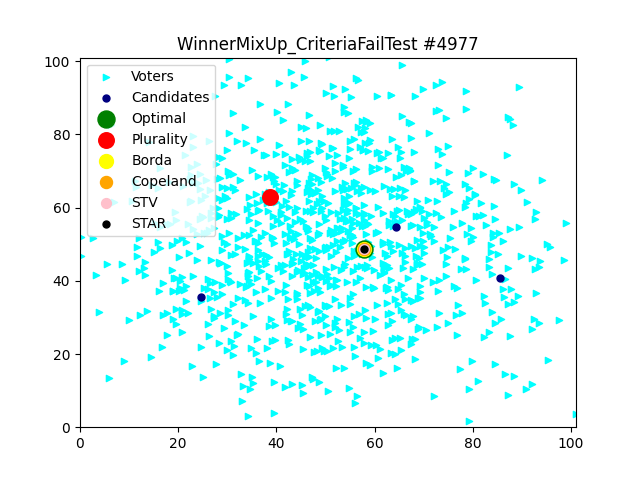 WinnerMixUp_CriteriaFailTest #4977
100
80
60
40
20
0
Voters
Candidates
Optimal
Plurality
Borda
Copeland
STV
STAR
0 20 40 60 80 100